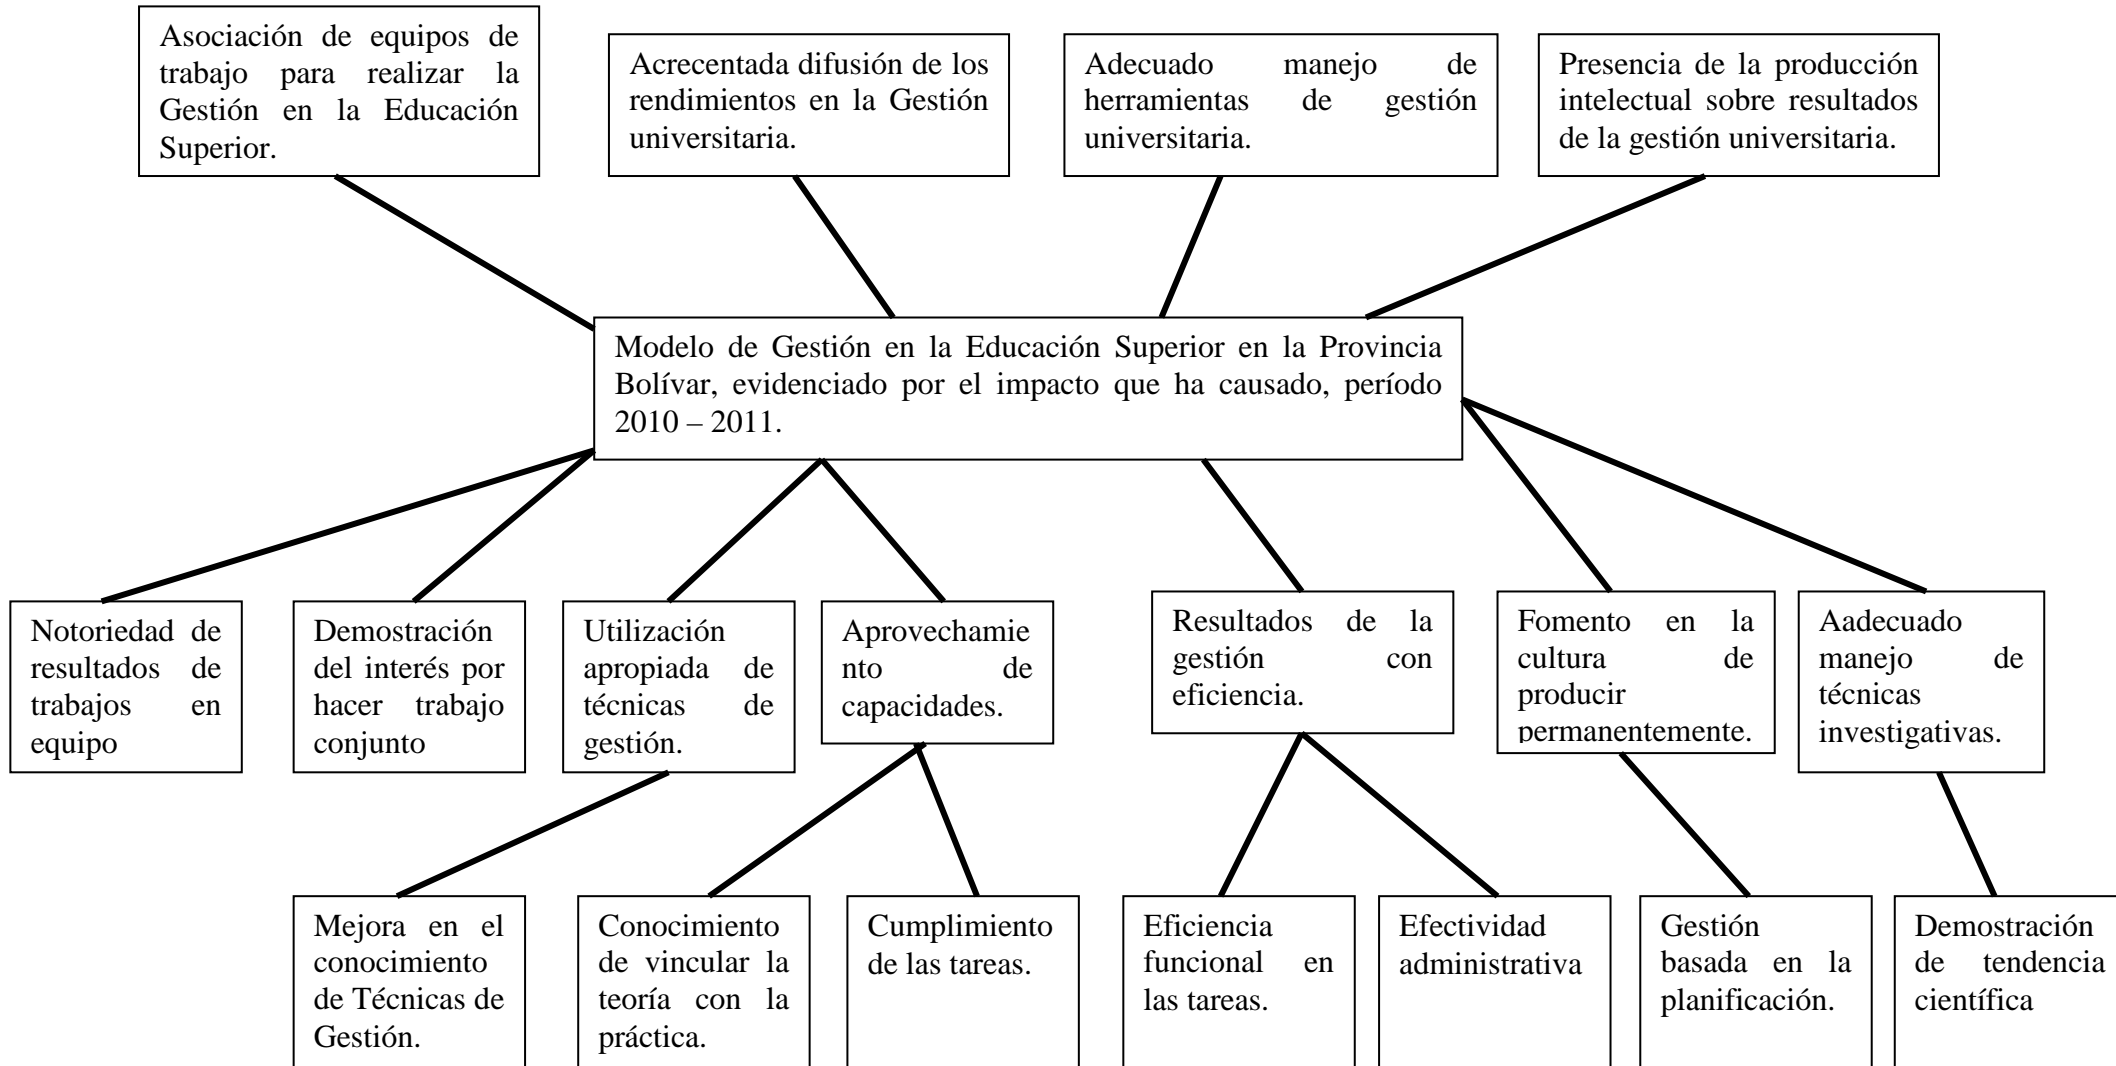 Asociación de equipos de
trabajo para realizar la
Gestión en la Educación
Superior.
Acrecentada difusión de los
rendimientos en la Gestión
universitaria.
Adecuado manejo de
herramientas de gestión
universitaria.
Presencia de la producción
intelectual sobre resultados
de la gestión universitaria.
Modelo de Gestión en la Educación Superior en la Provincia
Bolívar, evidenciado por el impacto que ha causado, período
2010 – 2011.
Notoriedad de
resultados de
trabajos en
equipo
Demostración
del interés por
hacer trabajo
conjunto
Utilización
apropiada de
técnicas de
gestión.
Aprovechamie
nto de
capacidades.
Resultados de la
gestión con
eficiencia.
Fomento en la
cultura de
producir
permanentemente.
Aadecuado
manejo de
técnicas
investigativas.
Mejora en el
conocimiento
de Técnicas de
Gestión.
Conocimiento
de vincular la
teoría con la
práctica.
Cumplimiento
de las tareas.
Eficiencia
funcional en
las tareas.
Efectividad
administrativa
Gestión
basada en la
planificación.
Demostración
de tendencia
científica